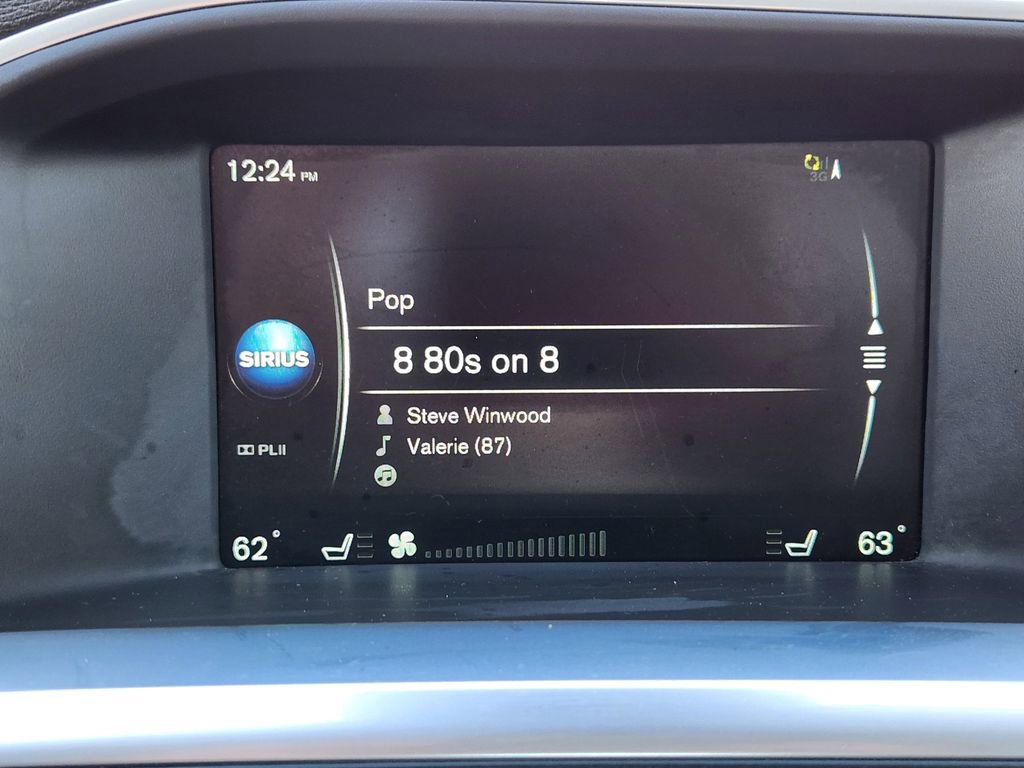 12:24 PM
3G
Pop
8 80s on 8
SIRIUS
Steve Winwood
Valerie (87)
PLII
62°
63°